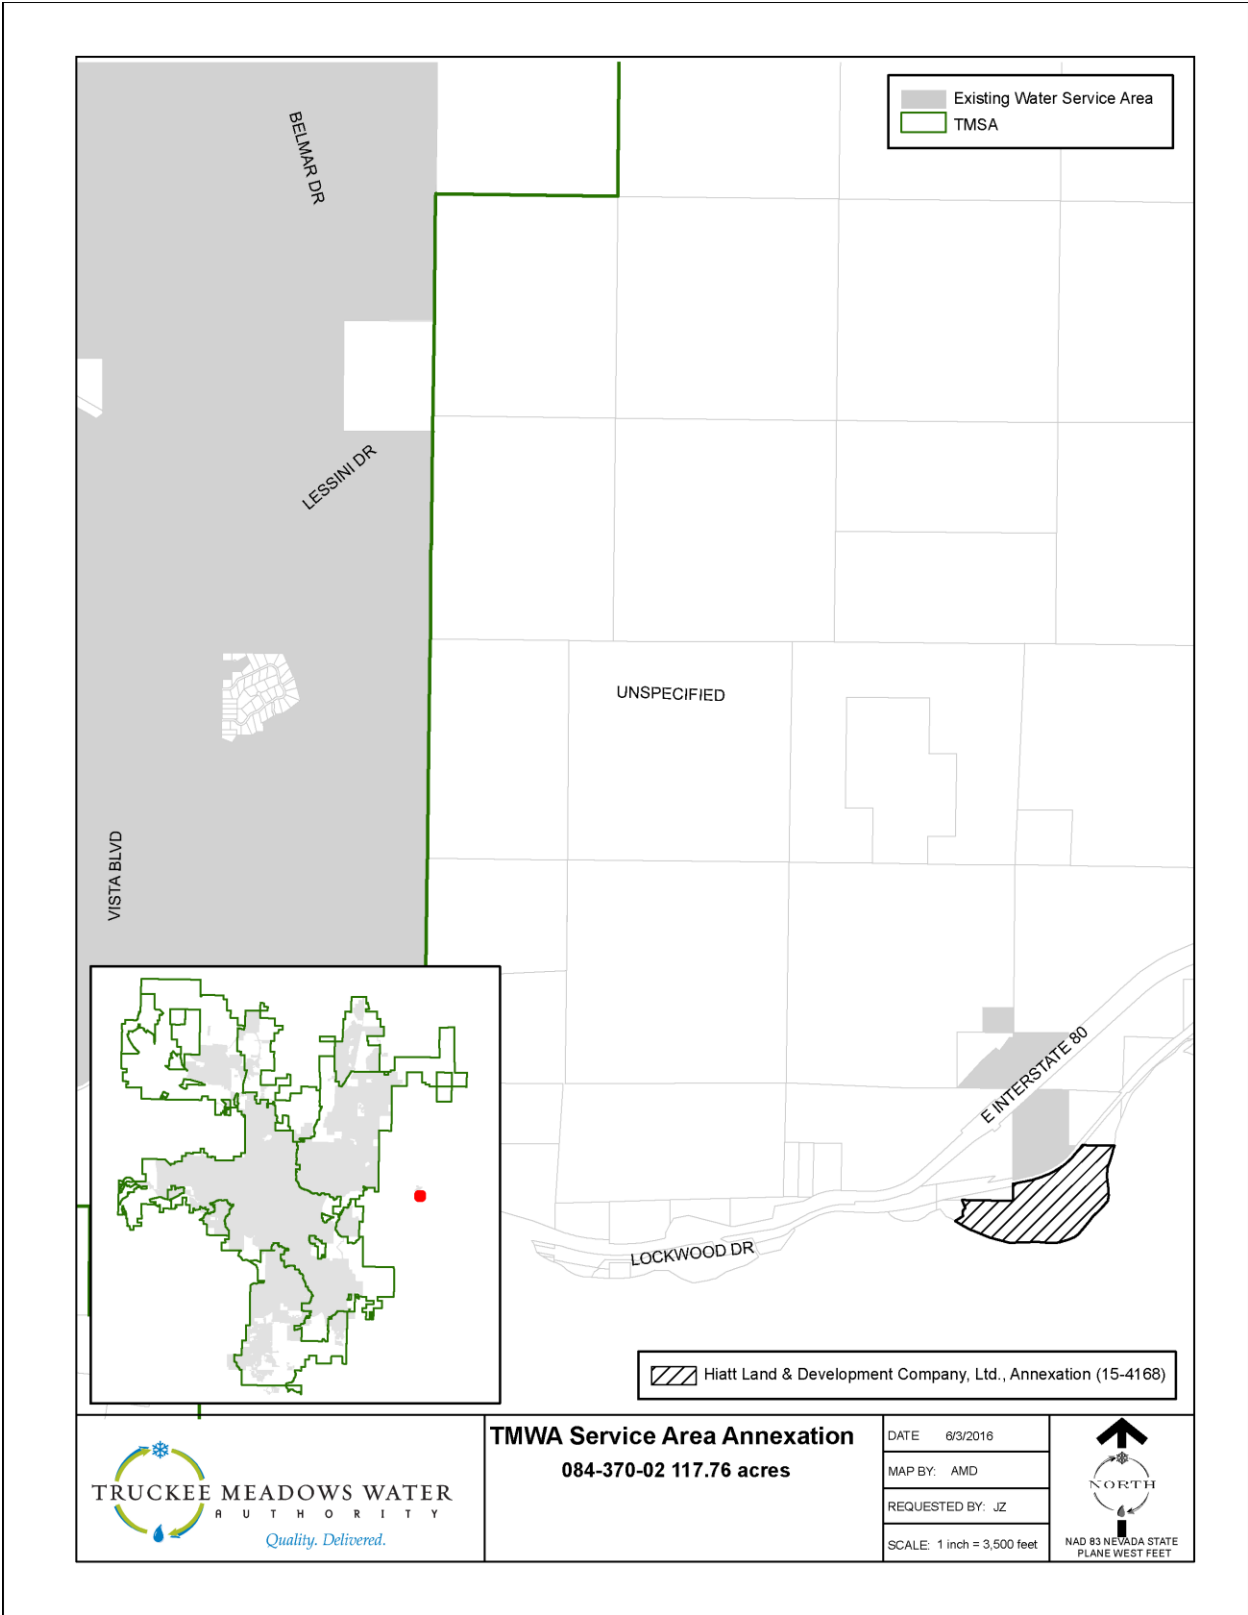 Existing Water Service Area
TMSA
BELMAR DR
LESSINI DR
UNSPECIFIED
VISTA BLVD
E INTERSTATE 80
LOCKWOOD DR
Hiatt Land & Development Company, Ltd., Annexation (15-4168)
TRUCKEE MEADOWS WATER
AUTHORITY
Quality. Delivered.
TMWA Service Area Annexation
084-370-02 117.76 acres
DATE 6/3/2016
MAP BY: AMD
REQUESTED BY: JZ
SCALE: 1 inch = 3,500 feet
NORTH
NAD 83 NEVADA STATE
PLANE WEST FEET